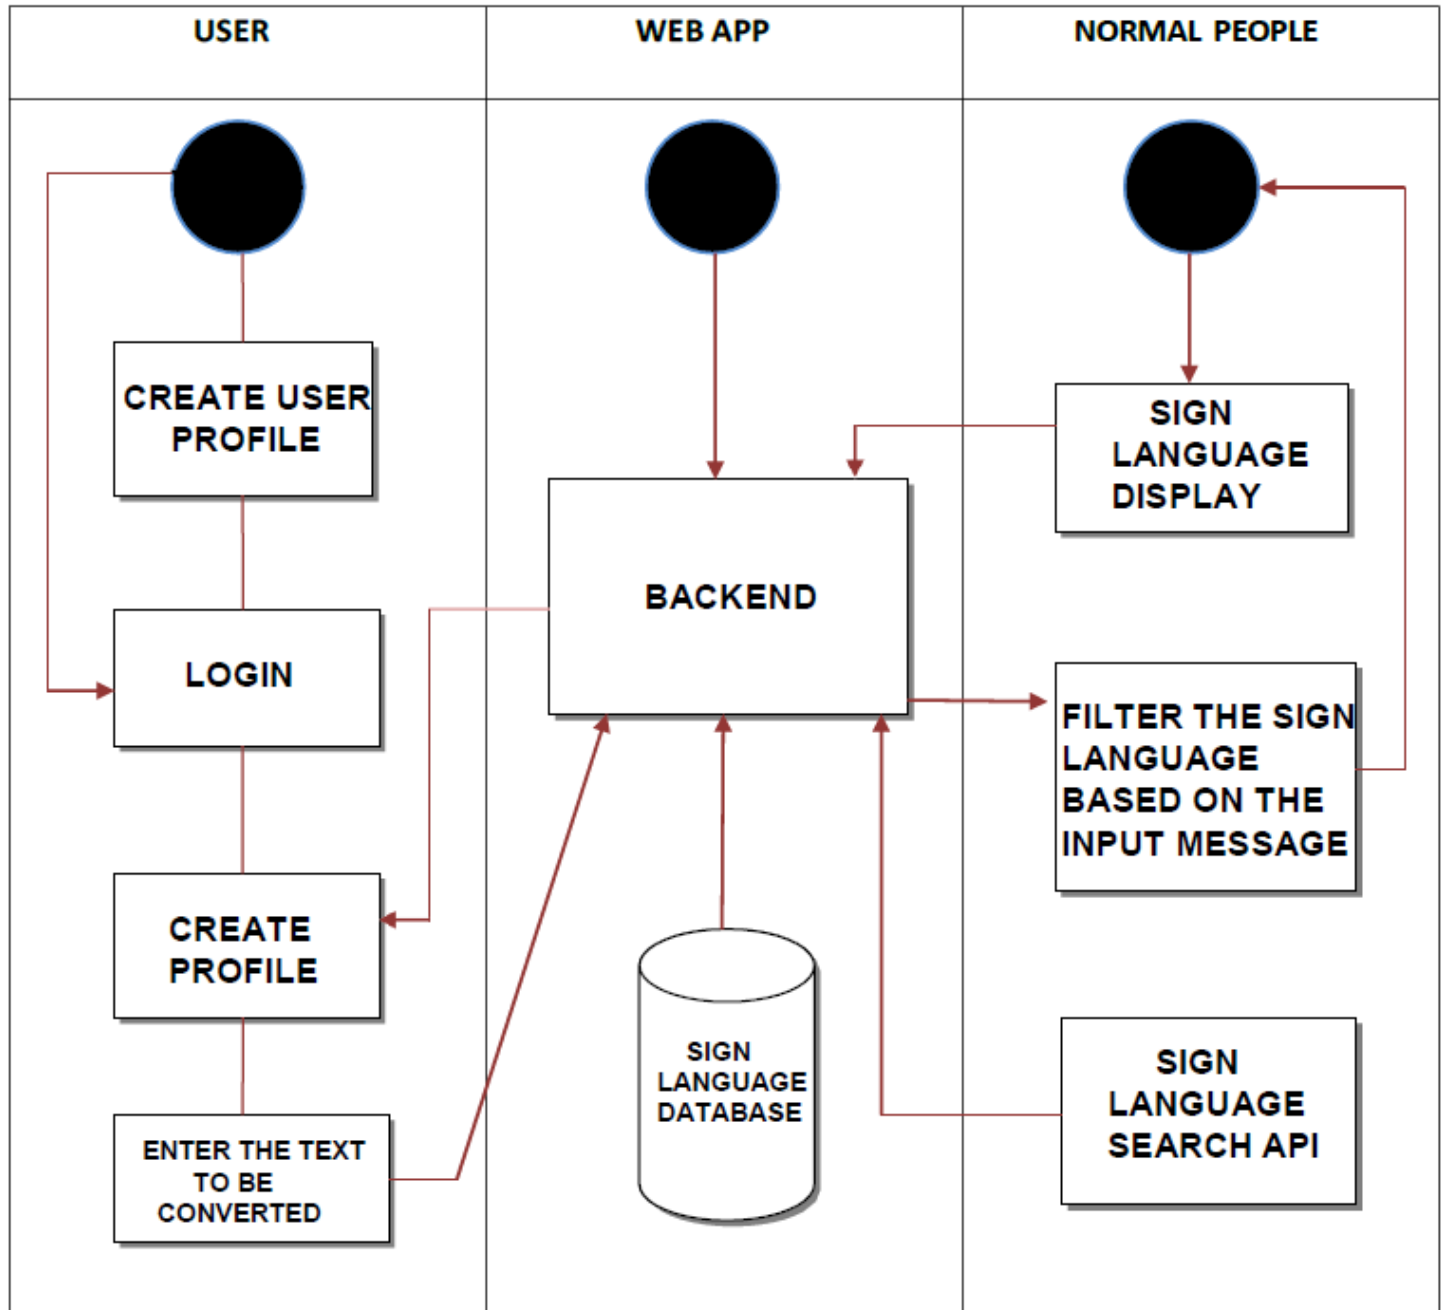 USER
WEB APP
NORMAL PEOPLE
CREATE USER
PROFILE
LOGIN
CREATE
PROFILE
ENTER THE TEXT
TO BE
CONVERTED
BACKEND
SIGN
LANGUAGE
DATABASE
SIGN
LANGUAGE
DISPLAY
FILTER THE SIGN
LANGUAGE
BASED ON THE
INPUT MESSAGE
SIGN
LANGUAGE
SEARCH API